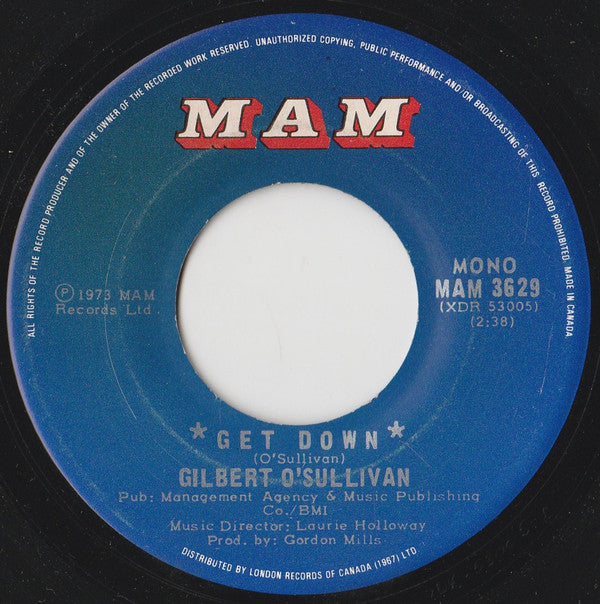 ALL RIGHTS OF THE RECORD PRODUCER AND OF THE OWNER OF THE RECORDED WORK RESERVED. UNAUTHORIZED COPYING, PUBLIC PERFORMANCE AND/OR BROADCASTING OF THIS RECORD PROHIBITED. MADE IN CANADA.
MAM
MONO
MAM 3629
(XDR 53005)
(2:38)
Ⓟ 1973 MAM
Records Ltd.
*GET DOWN*
(O'Sullivan)
GILBERT O'SULLIVAN
Pub: Management Agency & Music Publishing
Co./BMI
Music Director: Laurie Holloway
Prod. by: Gordon Mills
DISTRIBUTED BY LONDON RECORDS OF CANADA (1967) LTD